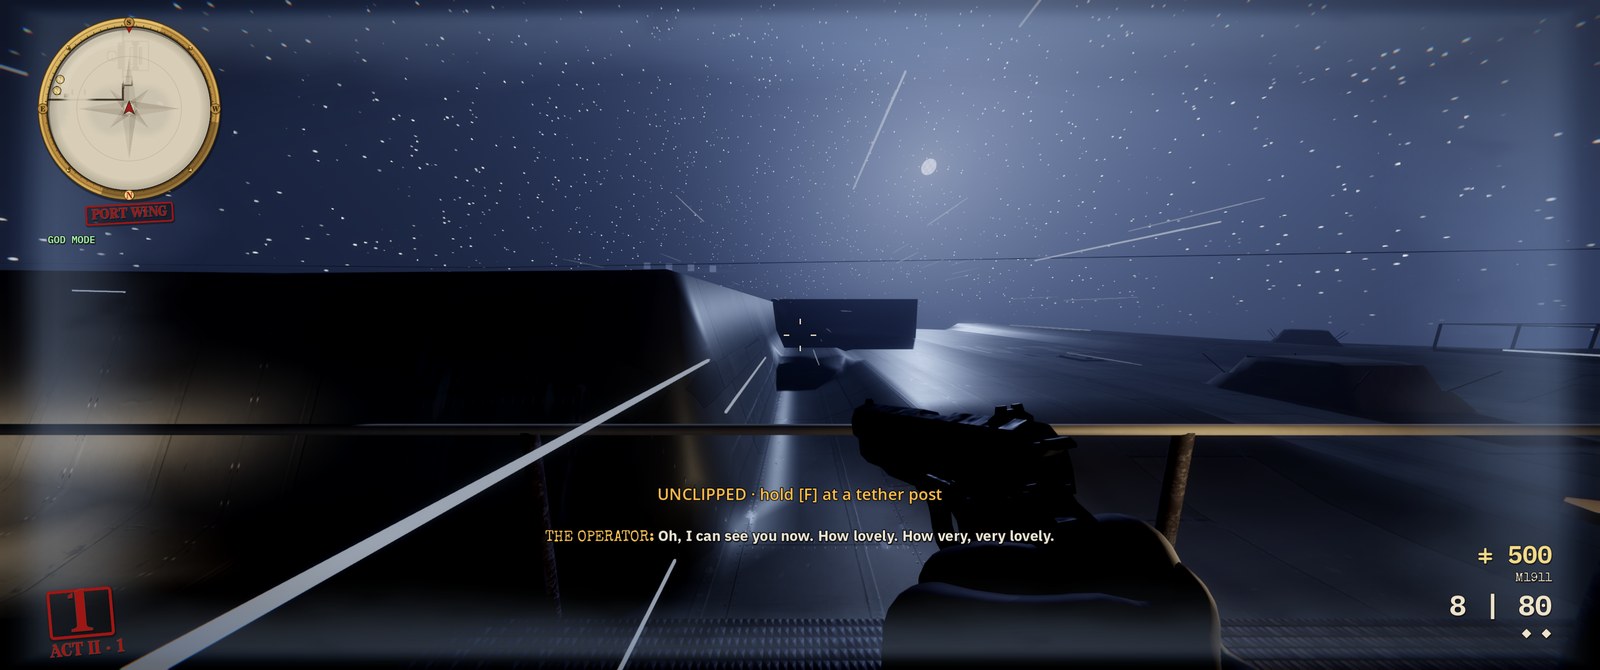 S
E
W
N
PORT WING
GOD MODE
UNCLIPPED · hold [F] at a tether post
THE OPERATOR: Oh, I can see you now. How lovely. How very, very lovely.
ǂ 500
M1911
8 | 80
1
ACT II · 1